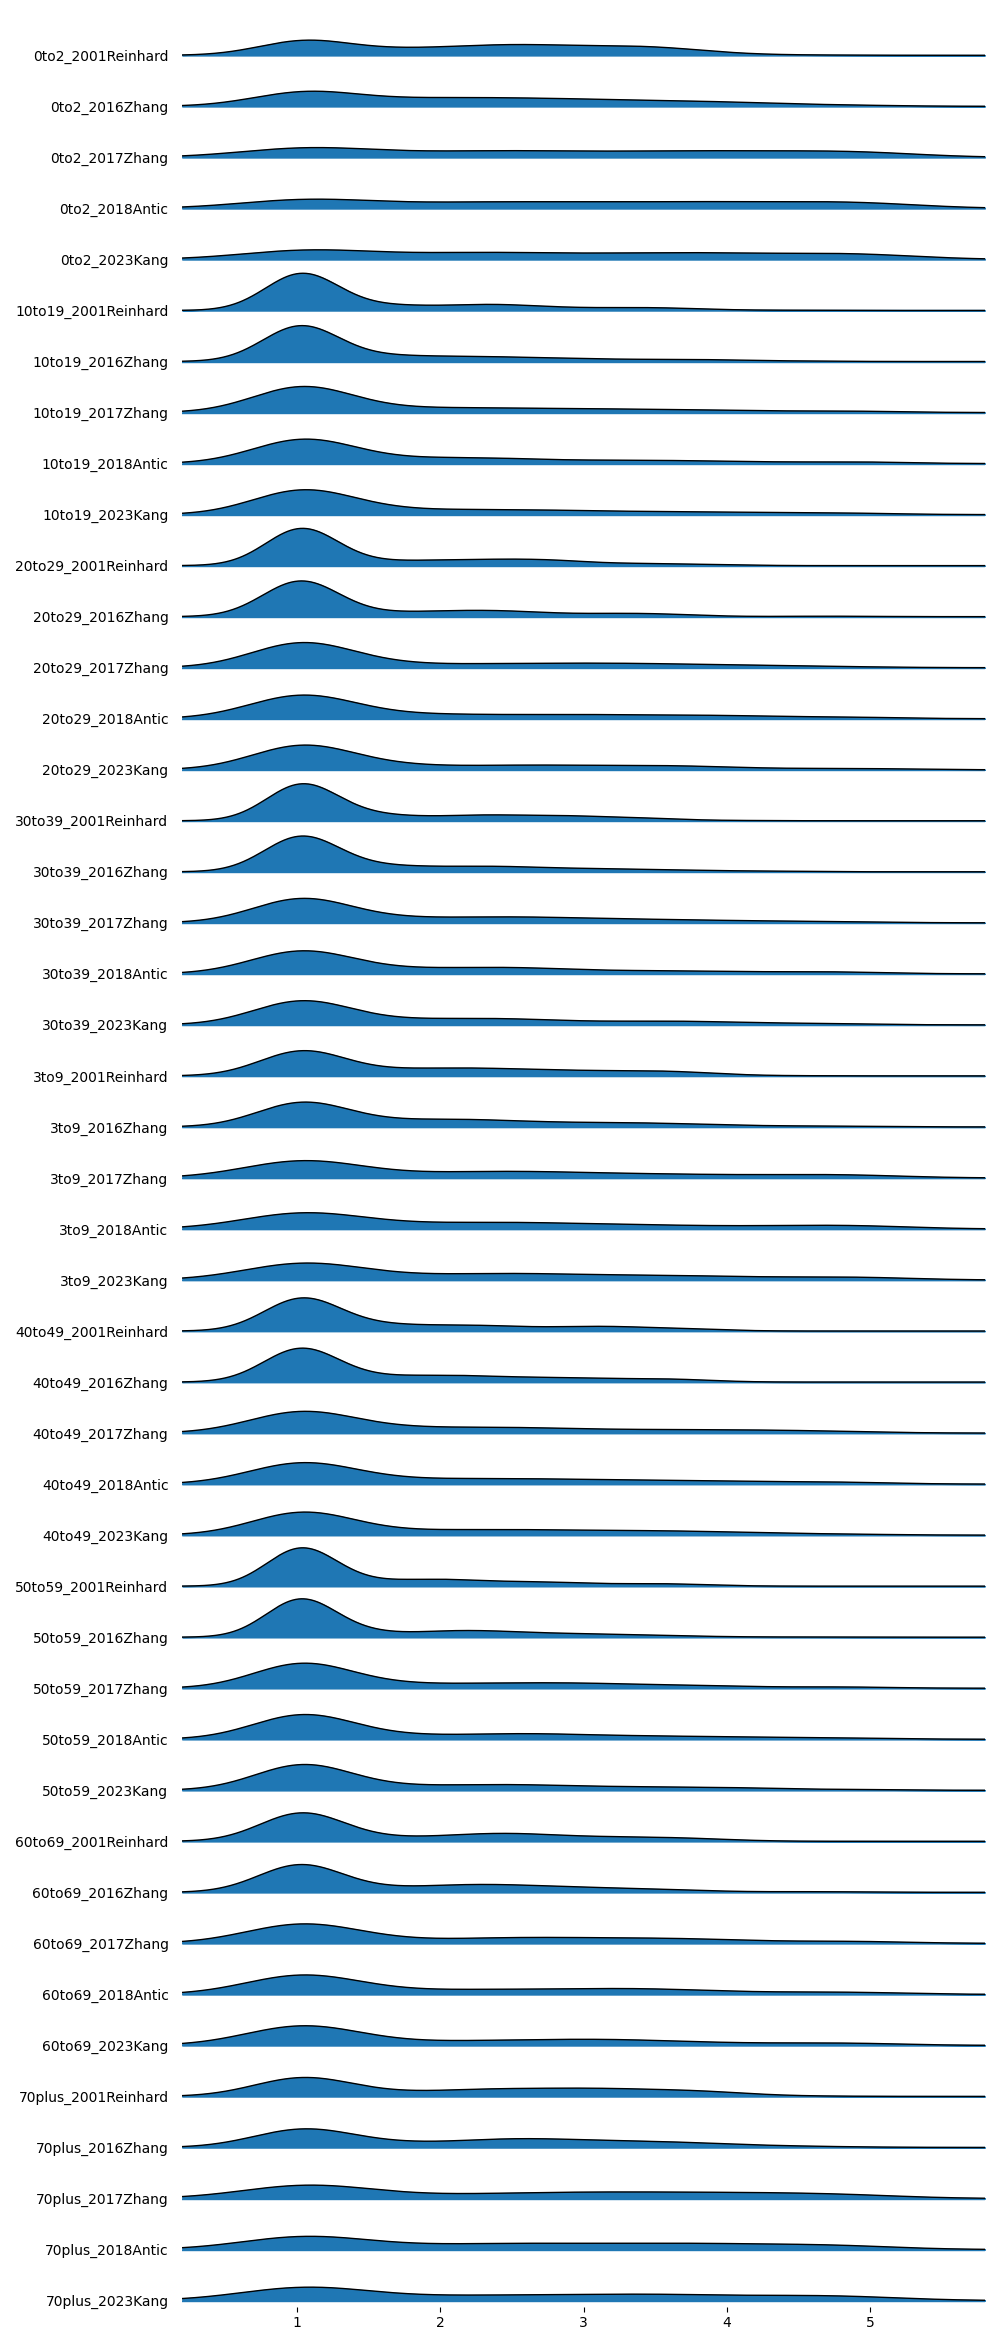 0to2_2001Reinhard
0to2_2016Zhang
0to2_2017Zhang
0to2_2018Antic
0to2_2023Kang
10to19_2001Reinhard
10to19_2016Zhang
10to19_2017Zhang
10to19_2018Antic
10to19_2023Kang
20to29_2001Reinhard
20to29_2016Zhang
20to29_2017Zhang
20to29_2018Antic
20to29_2023Kang
30to39_2001Reinhard
30to39_2016Zhang
30to39_2017Zhang
30to39_2018Antic
30to39_2023Kang
3to9_2001Reinhard
3to9_2016Zhang
3to9_2017Zhang
3to9_2018Antic
3to9_2023Kang
40to49_2001Reinhard
40to49_2016Zhang
40to49_2017Zhang
40to49_2018Antic
40to49_2023Kang
50to59_2001Reinhard
50to59_2016Zhang
50to59_2017Zhang
50to59_2018Antic
50to59_2023Kang
60to69_2001Reinhard
60to69_2016Zhang
60to69_2017Zhang
60to69_2018Antic
60to69_2023Kang
70plus_2001Reinhard
70plus_2016Zhang
70plus_2017Zhang
70plus_2018Antic
70plus_2023Kang
1 2 3 4 5